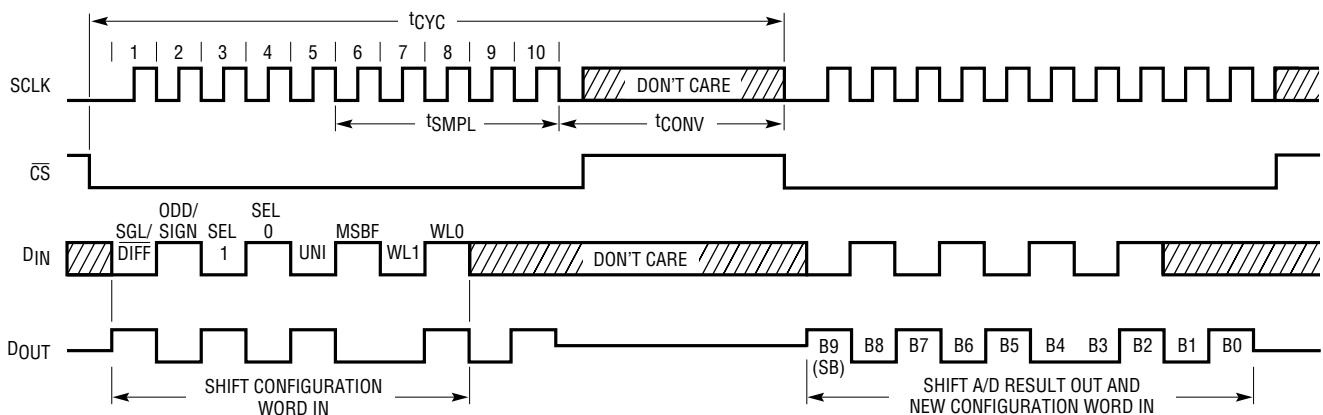 tCYC
1 2 3 4 5 6 7 8 9 10
SCLK
DON'T CARE
tSMPL
tCONV
CS
SGL/
DIFF
ODD/
SIGN
SEL
1
SEL
0
UNI
MSBF
WL1
WL0
DIN
DON'T CARE
DOUT
B9
(SB)
B8 B7 B6 B5 B4 B3 B2 B1 B0
SHIFT CONFIGURATION
WORD IN
SHIFT A/D RESULT OUT AND
NEW CONFIGURATION WORD IN